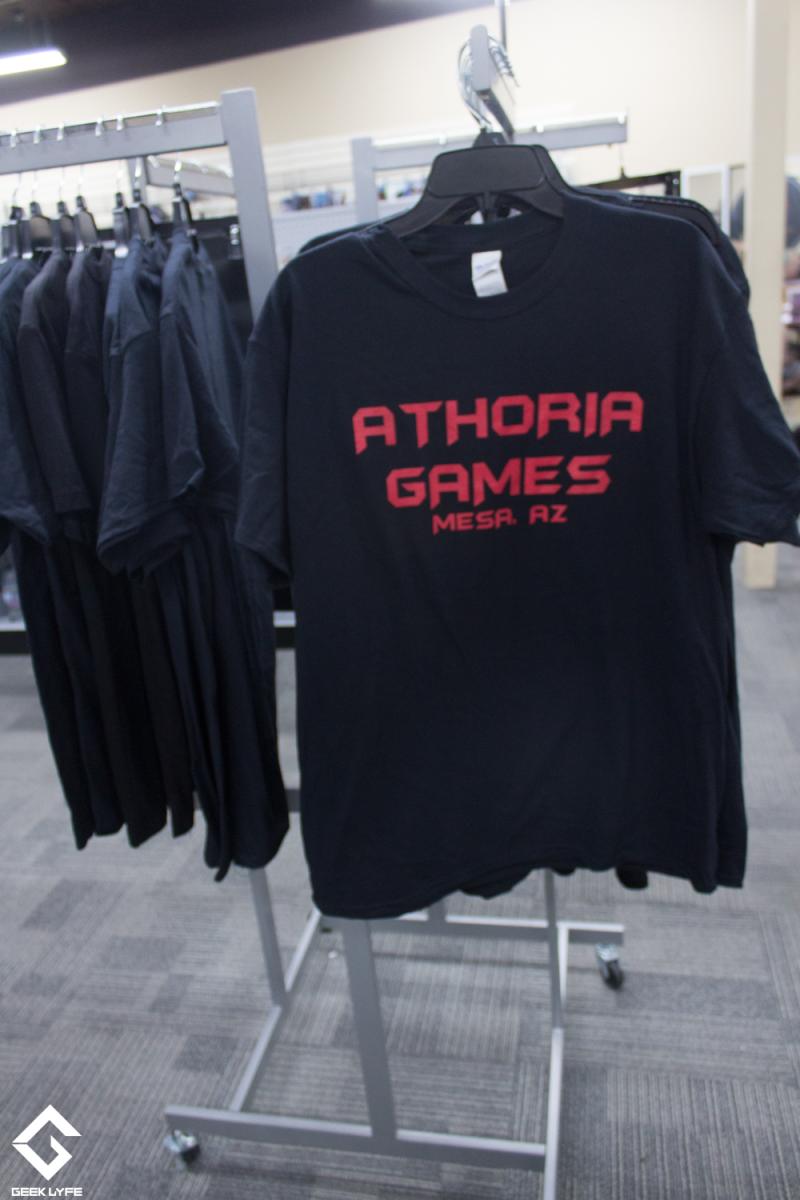 ATHORIA
GAMES
MESA, AZ
GEEK LYFE